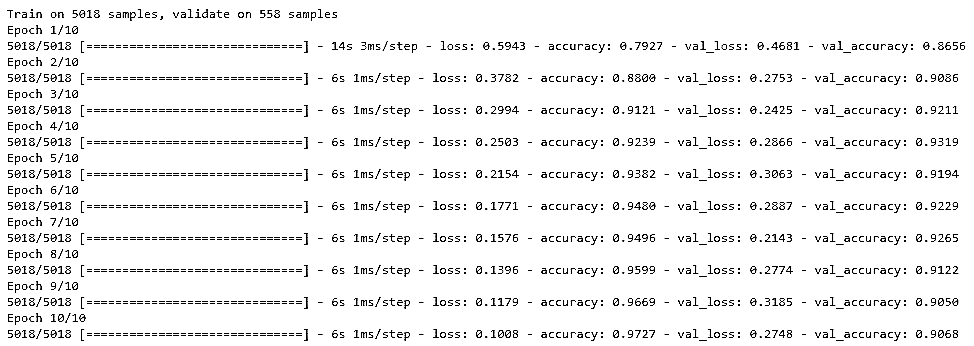 Train on 5018 samples, validate on 558 samples
Epoch 1/10
5018/5018 [==============================] - 14s 3ms/step - loss: 0.5943 - accuracy: 0.7927 - val_loss: 0.4681 - val_accuracy: 0.8656
Epoch 2/10
5018/5018 [==============================] - 6s 1ms/step - loss: 0.3782 - accuracy: 0.8800 - val_loss: 0.2753 - val_accuracy: 0.9086
Epoch 3/10
5018/5018 [==============================] - 6s 1ms/step - loss: 0.2994 - accuracy: 0.9121 - val_loss: 0.2425 - val_accuracy: 0.9211
Epoch 4/10
5018/5018 [==============================] - 6s 1ms/step - loss: 0.2503 - accuracy: 0.9239 - val_loss: 0.2866 - val_accuracy: 0.9319
Epoch 5/10
5018/5018 [==============================] - 6s 1ms/step - loss: 0.2154 - accuracy: 0.9382 - val_loss: 0.3063 - val_accuracy: 0.9194
Epoch 6/10
5018/5018 [==============================] - 6s 1ms/step - loss: 0.1771 - accuracy: 0.9480 - val_loss: 0.2887 - val_accuracy: 0.9229
Epoch 7/10
5018/5018 [==============================] - 6s 1ms/step - loss: 0.1576 - accuracy: 0.9496 - val_loss: 0.2143 - val_accuracy: 0.9265
Epoch 8/10
5018/5018 [==============================] - 6s 1ms/step - loss: 0.1396 - accuracy: 0.9599 - val_loss: 0.2774 - val_accuracy: 0.9122
Epoch 9/10
5018/5018 [==============================] - 6s 1ms/step - loss: 0.1179 - accuracy: 0.9669 - val_loss: 0.3185 - val_accuracy: 0.9050
Epoch 10/10
5018/5018 [==============================] - 6s 1ms/step - loss: 0.1008 - accuracy: 0.9727 - val_loss: 0.2748 - val_accuracy: 0.9068